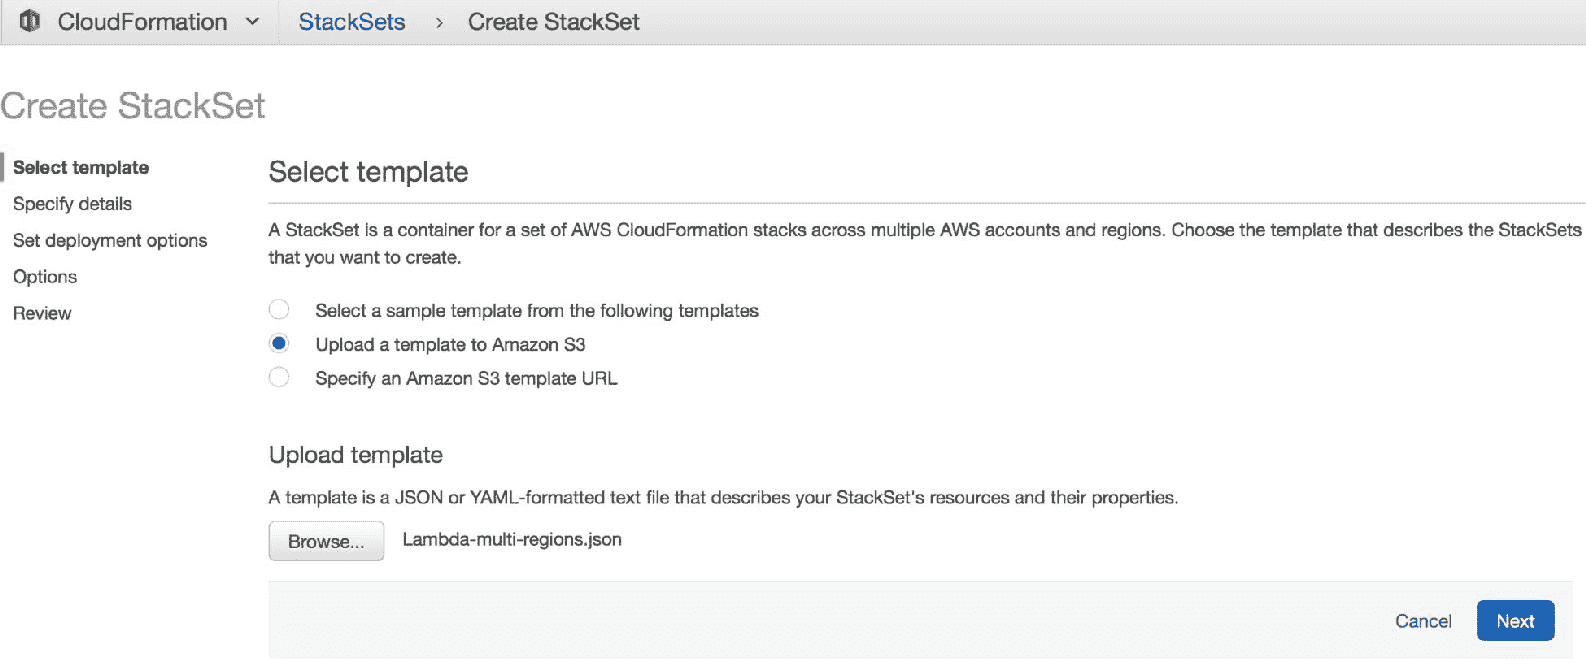 CloudFormation StackSets › Create StackSet
Create StackSet
Select template
Specify details
Set deployment options
Options
Review
Select template
A StackSet is a container for a set of AWS CloudFormation stacks across multiple AWS accounts and regions. Choose the template that describes the StackSets
that you want to create.
Select a sample template from the following templates
Upload a template to Amazon S3
Specify an Amazon S3 template URL
Upload template
A template is a JSON or YAML-formatted text file that describes your StackSet's resources and their properties.
Browse... Lambda-multi-regions.json
Cancel Next